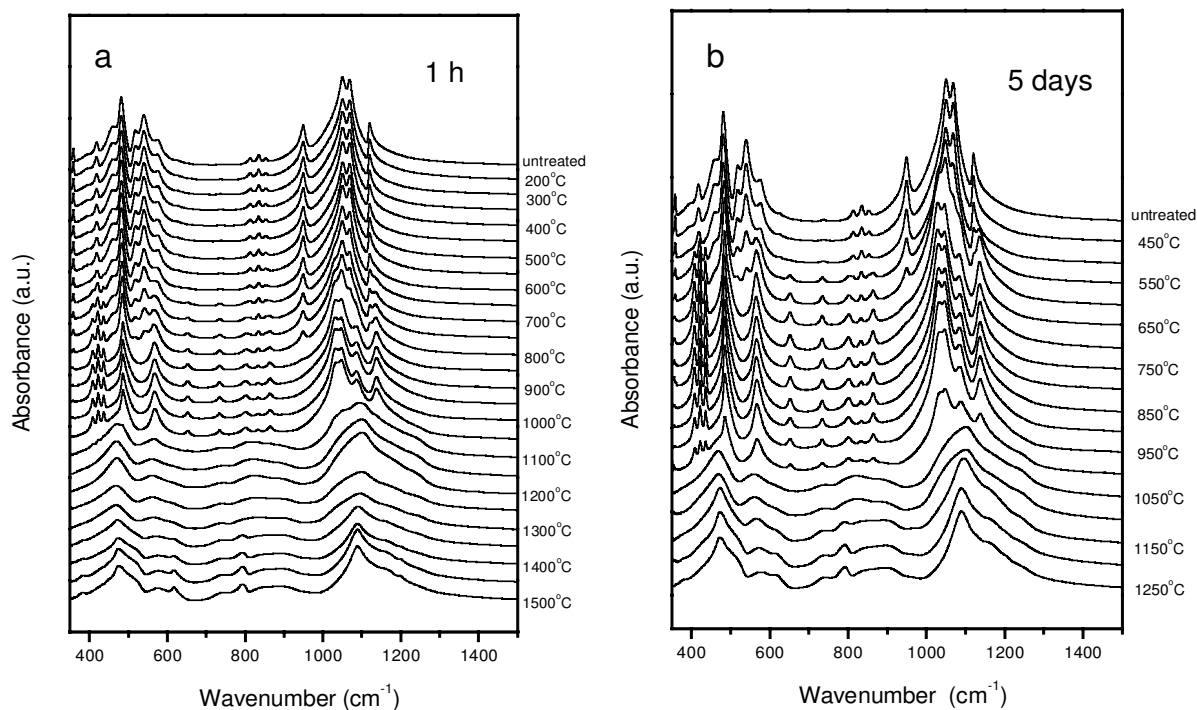 a
1 h
untreated
200°C
300°C
400°C
500°C
600°C
700°C
800°C
900°C
1000°C
1100°C
1200°C
1300°C
1400°C
1500°C
Absorbance (a.u.)
400 600 800 1000 1200 1400
Wavenumber (cm⁻¹)
b
5 days
untreated
450°C
550°C
650°C
750°C
850°C
950°C
1050°C
1150°C
1250°C
Absorbance (a.u.)
400 600 800 1000 1200 1400
Wavenumber (cm⁻¹)